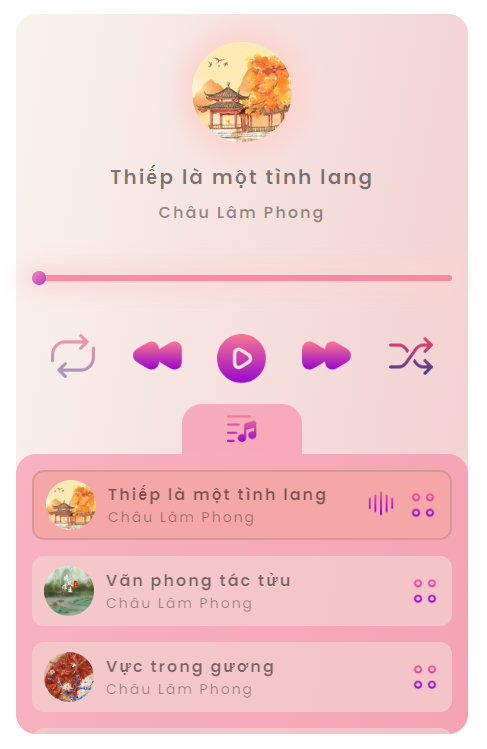 Thiếp là một tình lang
Châu Lâm Phong
Thiếp là một tình lang
Châu Lâm Phong
Vãn phong tác tửu
Châu Lâm Phong
Vực trong gương
Châu Lâm Phong